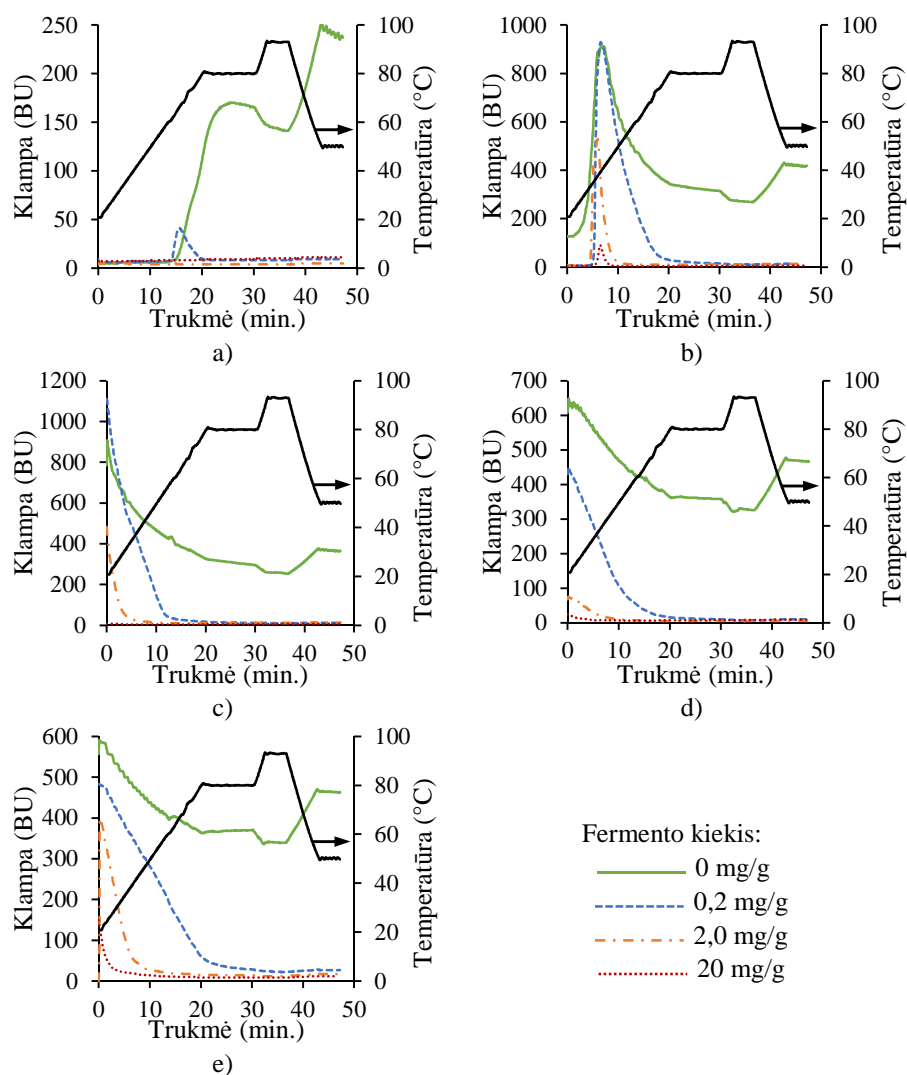 250
200
150
100
50
0
Klampa (BU)
100
80
60
40
20
0
Temperatūra (°C)
0 10 20 30 40 50
Trukmė (min.)
a)
1000
800
600
400
200
0
Klampa (BU)
100
80
60
40
20
0
Temperatūra (°C)
0 10 20 30 40 50
Trukmė (min.)
b)
1200
1000
800
600
400
200
0
Klampa (BU)
100
80
60
40
20
0
Temperatūra (°C)
0 10 20 30 40 50
Trukmė (min.)
c)
700
600
500
400
300
200
100
0
Klampa (BU)
100
80
60
40
20
0
Temperatūra (°C)
0 10 20 30 40 50
Trukmė (min.)
d)
600
500
400
300
200
100
0
Klampa (BU)
100
80
60
40
20
0
Temperatūra (°C)
0 10 20 30 40 50
Trukmė (min.)
e)
Fermento kiekis:
0 mg/g
0,2 mg/g
2,0 mg/g
20 mg/g